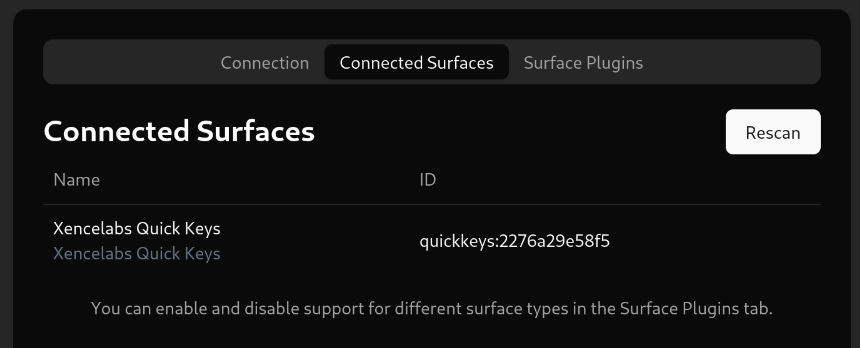 Connection Connected Surfaces Surface Plugins
Connected Surfaces Rescan
Name ID
Xencelabs Quick Keys
Xencelabs Quick Keys
quickkeys:2276a29e58f5
You can enable and disable support for different surface types in the Surface Plugins tab.